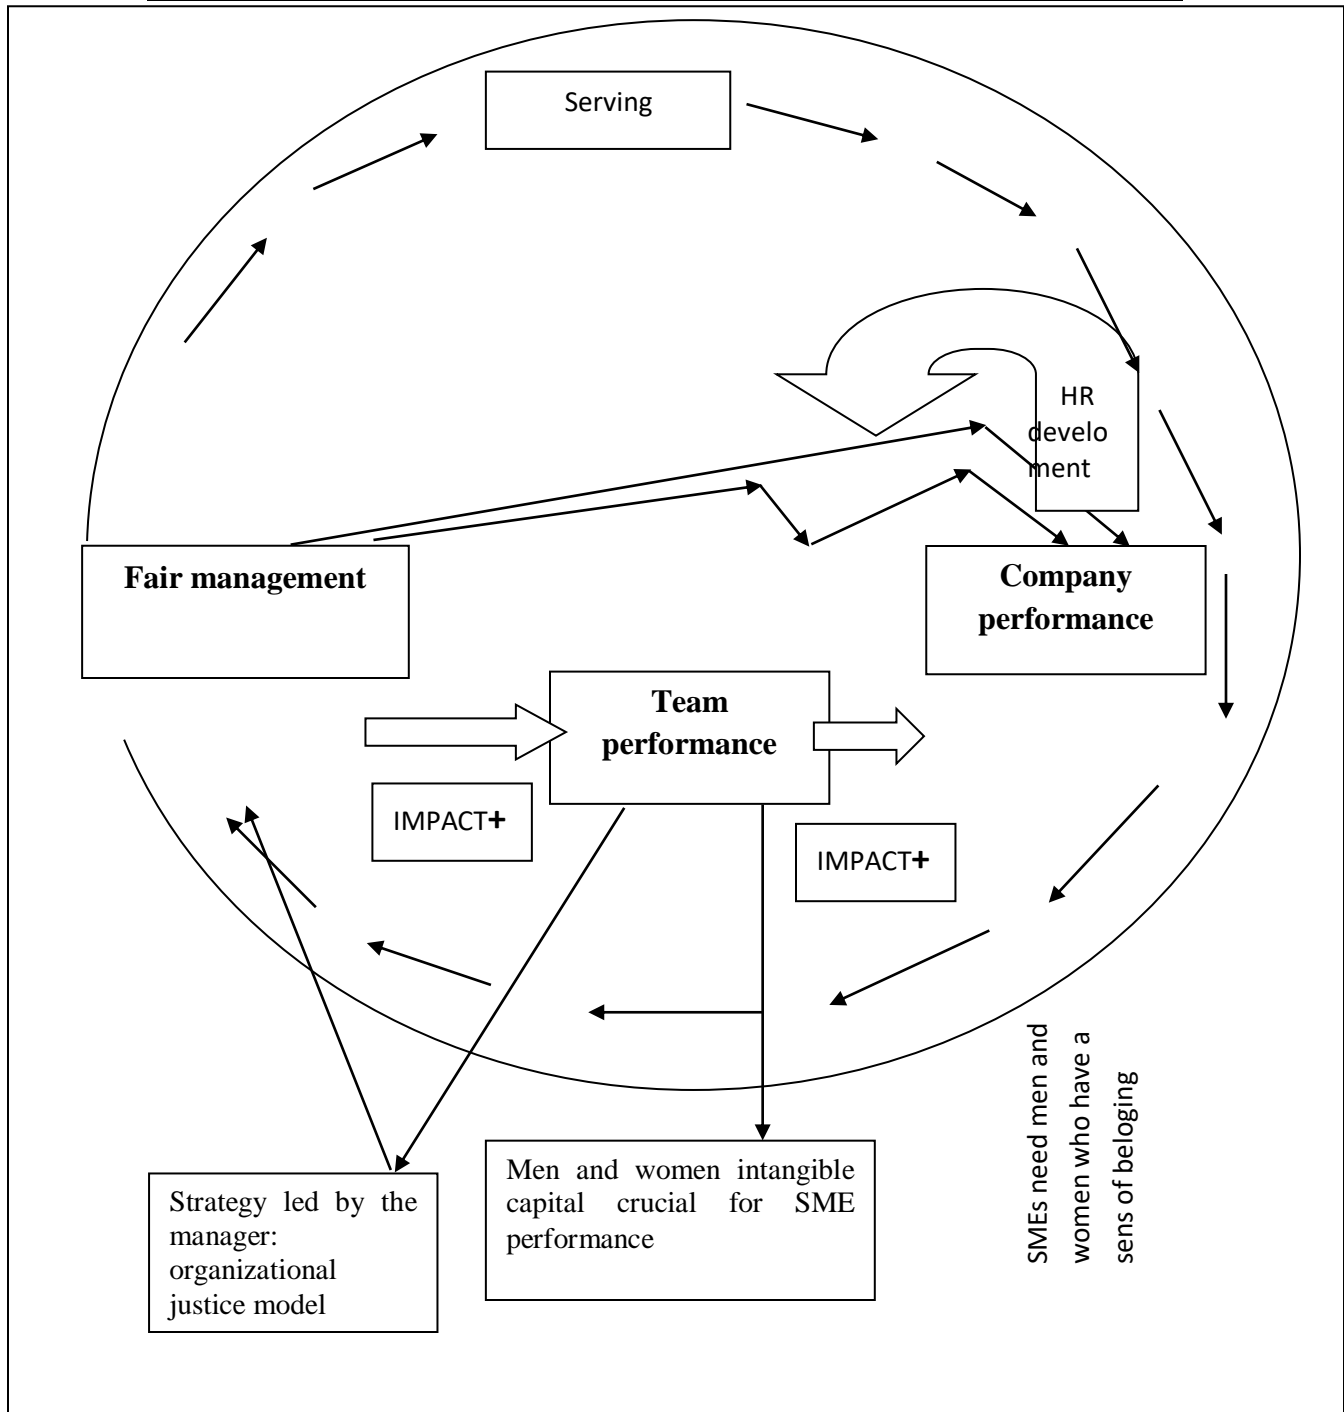 Serving
HR
develo
ment
Fair management
Company
performance
Team
performance
IMPACT+
IMPACT+
SMEs need men and
women who have a
sens of beloging
Men and women intangible
capital crucial for SME
performance
Strategy led by the
manager:
organizational
justice model